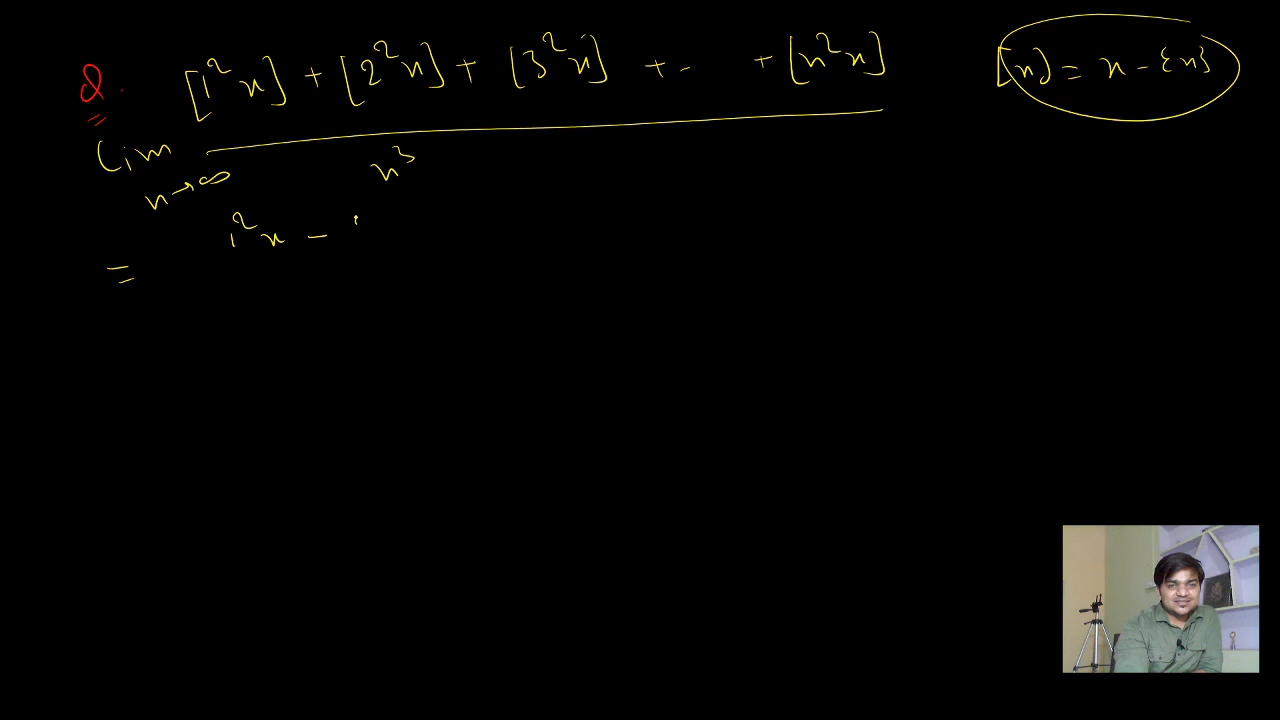 Q. [1²x] + [2²x] + [3²x] + .. + [n²x]
[x] = x - {x}
lim
n→∞
n³
= 1²x -